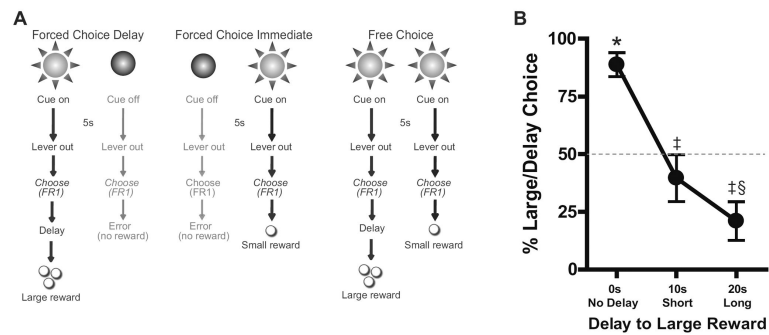 A
Forced Choice Delay
Forced Choice Immediate
Free Choice
Cue on
Cue off
Cue off
Cue on
Cue on
Cue on
5s
5s
5s
Lever out
Lever out
Lever out
Lever out
Lever out
Lever out
Choose
(FR1)
Choose
(FR1)
Choose
(FR1)
Choose
(FR1)
Choose
(FR1)
Choose
(FR1)
Delay
Error
(no reward)
Error
(no reward)
Small reward
Delay
Small reward
Large reward
Large reward
B
% Large/Delay Choice
100
75
50
25
0
*
‡
‡§
0s
No Delay
10s
Short
20s
Long
Delay to Large Reward